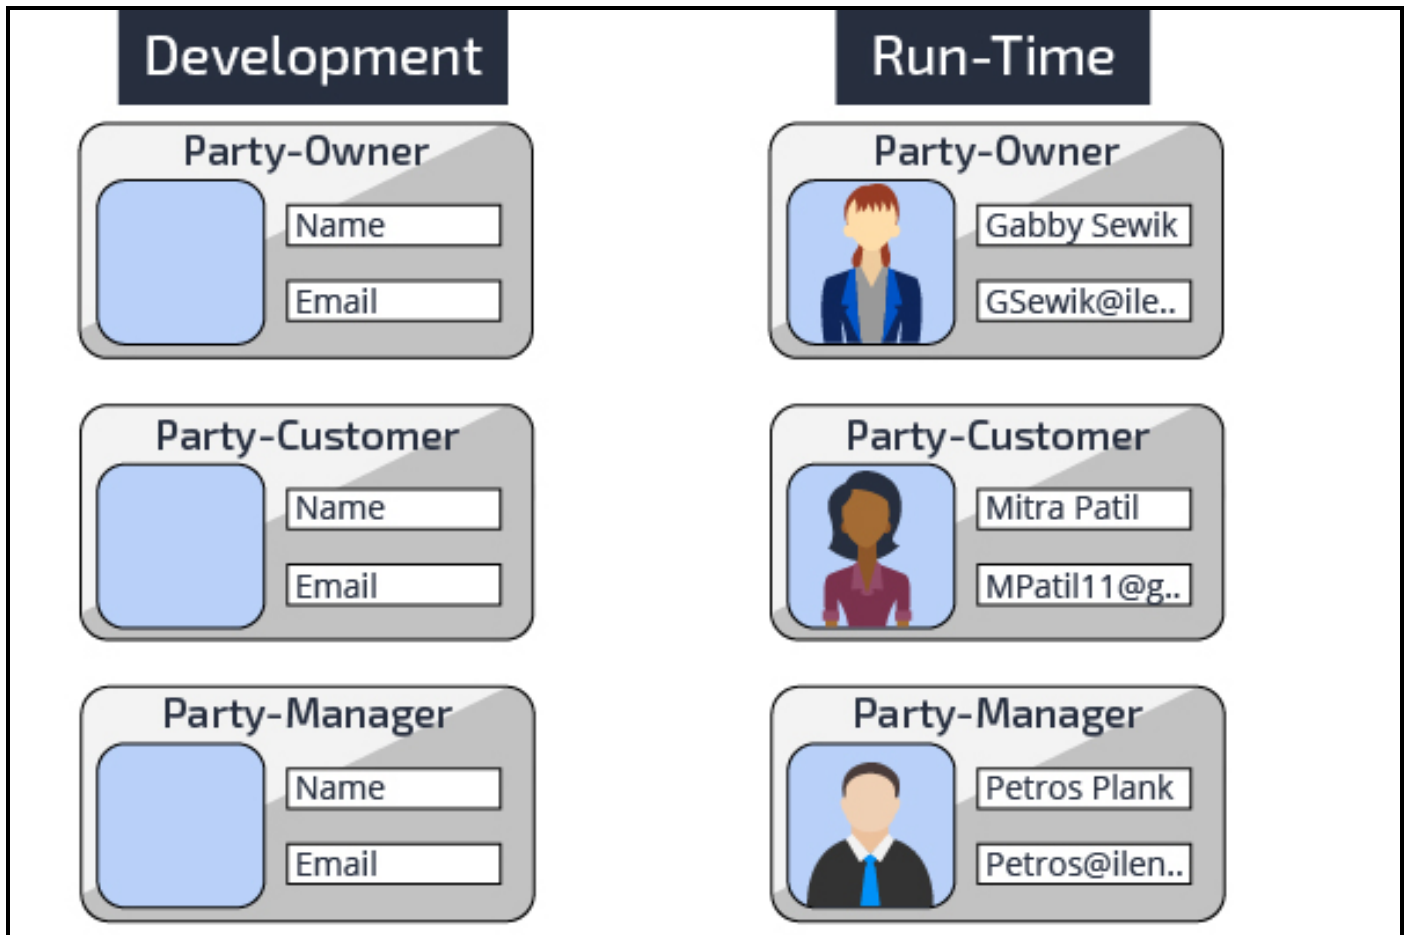 Development
Run-Time
Party-Owner
Name
Email
Party-Owner
Gabby Sewik
GSewik@ile..
Party-Customer
Name
Email
Party-Customer
Mitra Patil
MPatil11@g..
Party-Manager
Name
Email
Party-Manager
Petros Plank
Petros@ilen..